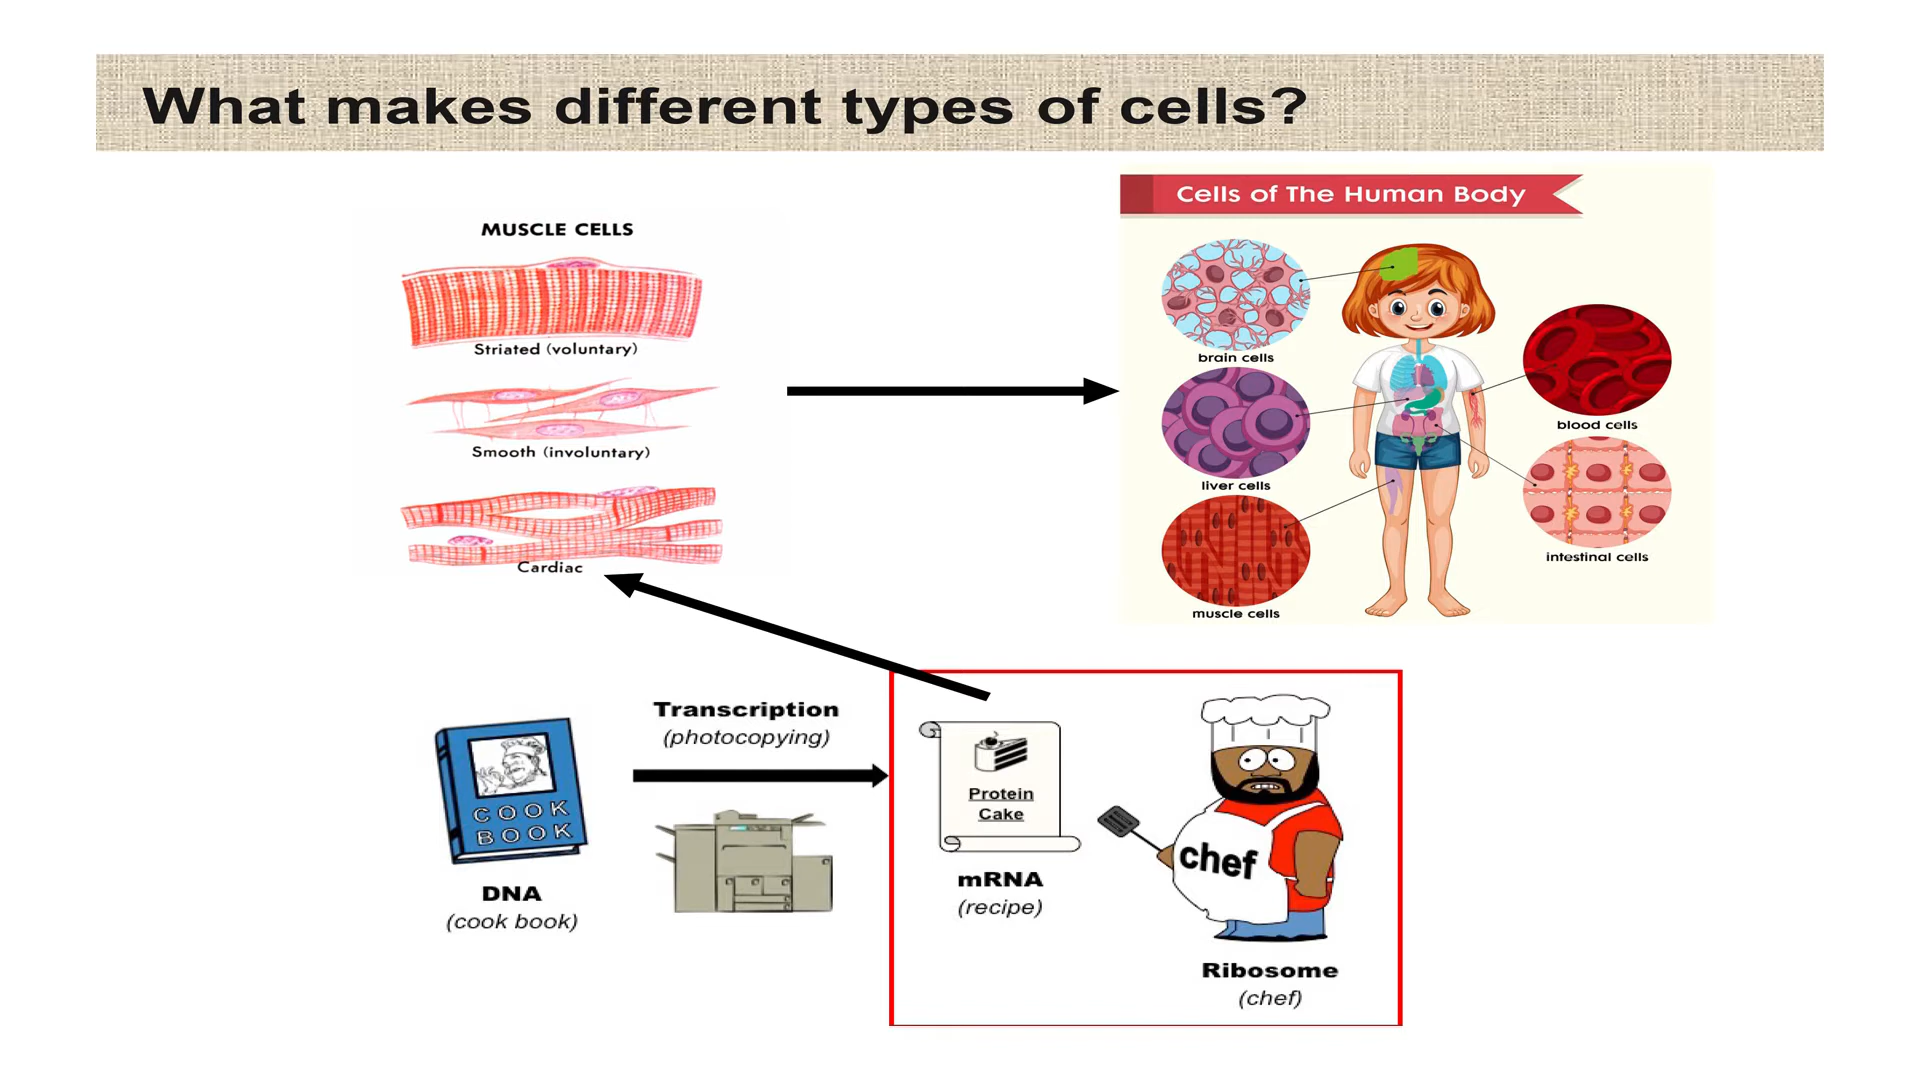 What makes different types of cells?
MUSCLE CELLS
Striated (voluntary)
Smooth (involuntary)
Cardiac
Cells of The Human Body
brain cells
liver cells
muscle cells
blood cells
intestinal cells
COOK
BOOK
DNA
(cook book)
Transcription
(photocopying)
Protein
Cake
mRNA
(recipe)
chef
Ribosome
(chef)